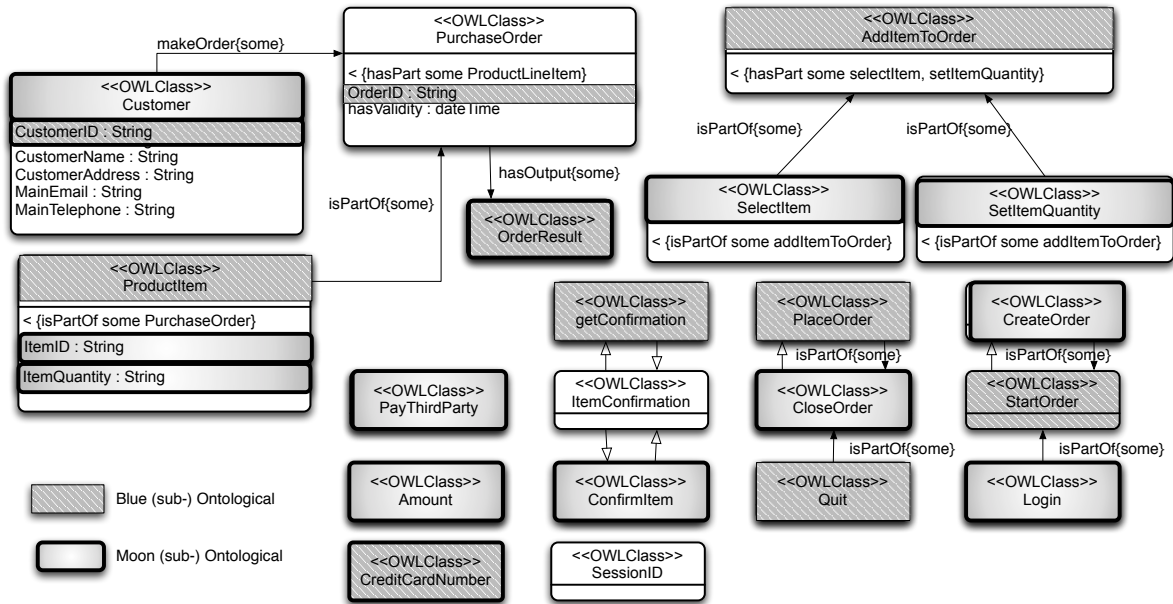 <<OWLClass>>
PurchaseOrder
< {hasPart some ProductLineItem}
OrderID : String
hasValidity : dateTime
makeOrder{some}
<<OWLClass>>
Customer
CustomerID : String
CustomerName : String
CustomerAddress : String
MainEmail : String
MainTelephone : String
isPartOf{some}
hasOutput{some}
<<OWLClass>>
OrderResult
<<OWLClass>>
AddItemToOrder
< {hasPart some selectItem, setItemQuantity}
isPartOf{some}
isPartOf{some}
<<OWLClass>>
SelectItem
< {isPartOf some addItemToOrder}
<<OWLClass>>
SetItemQuantity
< {isPartOf some addItemToOrder}
<<OWLClass>>
ProductItem
< {isPartOf some PurchaseOrder}
ItemID : String
ItemQuantity : String
<<OWLClass>>
getConfirmation
<<OWLClass>>
ItemConfirmation
<<OWLClass>>
ConfirmItem
<<OWLClass>>
PlaceOrder
isPartOf{some}
<<OWLClass>>
CloseOrder
isPartOf{some}
<<OWLClass>>
Quit
<<OWLClass>>
CreateOrder
isPartOf{some}
<<OWLClass>>
StartOrder
isPartOf{some}
<<OWLClass>>
Login
<<OWLClass>>
PayThirdParty
<<OWLClass>>
Amount
<<OWLClass>>
CreditCardNumber
<<OWLClass>>
SessionID
Blue (sub-) Ontological
Moon (sub-) Ontological